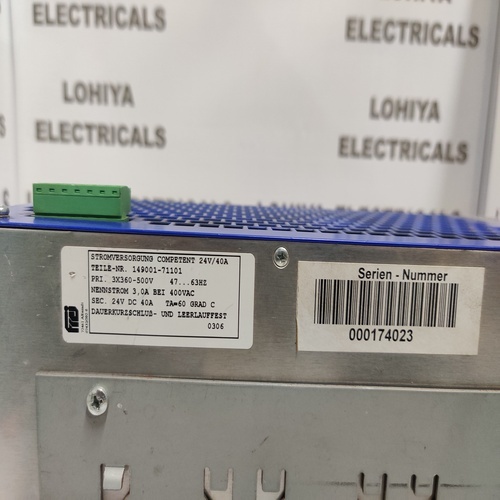 ELECTRICALS
ELECTRICALS
LOHIYA
ELECTRICALS
LOHIYA
ELECTRICALS
STROMVERSORGUNG COMPETENT 24V/40A
TEILE-NR. 149001-71101
PRI. 3X360-500V 47...63HZ
NENNSTROM 3,0A BEI 400VAC
SEC. 24V DC 40A TA=60 GRAD C
DAUERKURZSCHLUß- UND LEERLAUFFEST
0306
Serien - Nummer
000174023